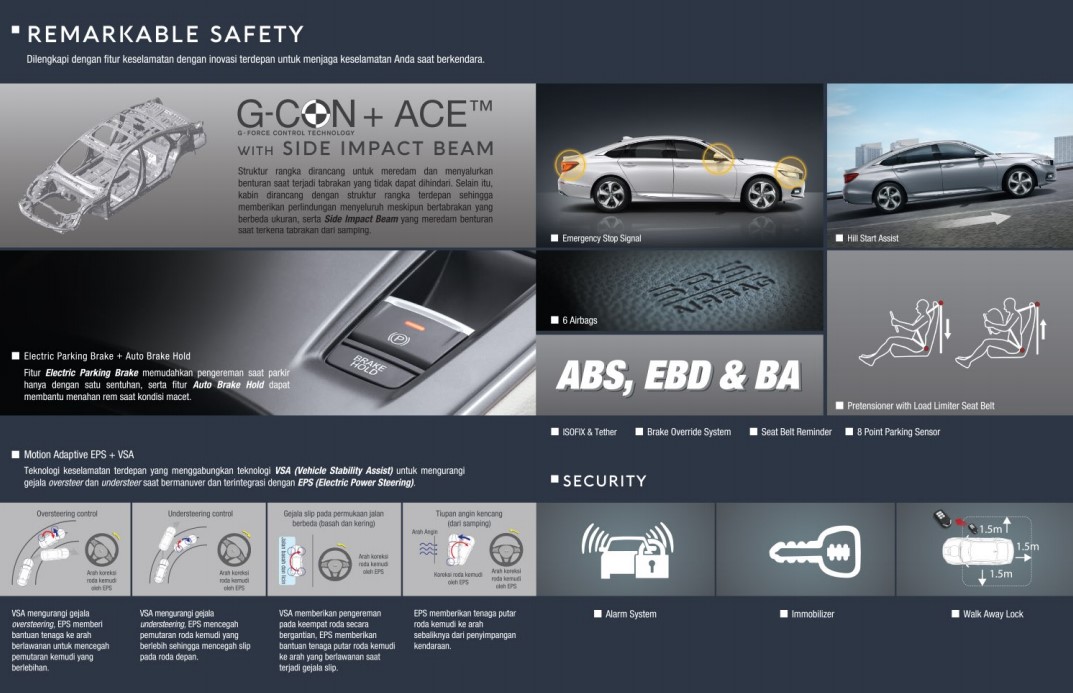 REMARKABLE SAFETY
Dilengkapi dengan fitur keselamatan dengan inovasi terdepan untuk menjaga keselamatan Anda saat berkendara.
G-CON + ACE™
G-FORCE CONTROL TECHNOLOGY
WITH SIDE IMPACT BEAM
Struktur rangka dirancang untuk meredam dan menyalurkan
benturan saat terjadi tabrakan yang tidak dapat dihindari. Selain itu,
kabin dirancang dengan struktur rangka terdepan sehingga
memberikan perlindungan menyeluruh meskipun bertabrakan yang
berbeda ukuran, serta Side Impact Beam yang meredam benturan
saat terkena tabrakan dari samping.
Emergency Stop Signal
Hill Start Assist
BRAKE
HOLD
Electric Parking Brake + Auto Brake Hold
Fitur Electric Parking Brake memudahkan pengereman saat parkir
hanya dengan satu sentuhan, serta fitur Auto Brake Hold dapat
membantu menahan rem saat kondisi macet.
SRS
AIRBAG
6 Airbags
ABS, EBD & BA
Pretensioner with Load Limiter Seat Belt
ISOFIX & Tether
Brake Override System
Seat Belt Reminder
8 Point Parking Sensor
Motion Adaptive EPS + VSA
Teknologi keselamatan terdepan yang menggabungkan teknologi VSA (Vehicle Stability Assist) untuk mengurangi
gejala oversteer dan understeer saat bermanuver dan terintegrasi dengan EPS (Electric Power Steering).
Oversteering control
Arah koreksi
roda kemudi
oleh EPS
Understeering control
Arah koreksi
roda kemudi
oleh EPS
Gejala slip pada permukaan jalan
berbeda (basah dan kering)
Arah koreksi
roda kemudi
oleh EPS
Tiupan angin kencang
(dari samping)
Arah Angin
Koreksi roda kemudi
oleh EPS
Arah koreksi
roda kemudi
oleh EPS
VSA mengurangi gejala
oversteering, EPS memberi
bantuan tenaga ke arah
berlawanan untuk mencegah
pemutaran kemudi yang
berlebihan.
VSA mengurangi gejala
understeering, EPS mencegah
pemutaran roda kemudi yang
berlebih sehingga mencegah slip
pada roda depan.
VSA memberikan pengereman
pada keempat roda secara
bergantian, EPS memberikan
bantuan tenaga putar roda kemudi
ke arah yang berlawanan saat
terjadi gejala slip.
EPS memberikan tenaga putar
roda kemudi ke arah
sebaliknya dari penyimpangan
kendaraan.
SECURITY
1.5m
1.5m
1.5m
Alarm System
Immobilizer
Walk Away Lock